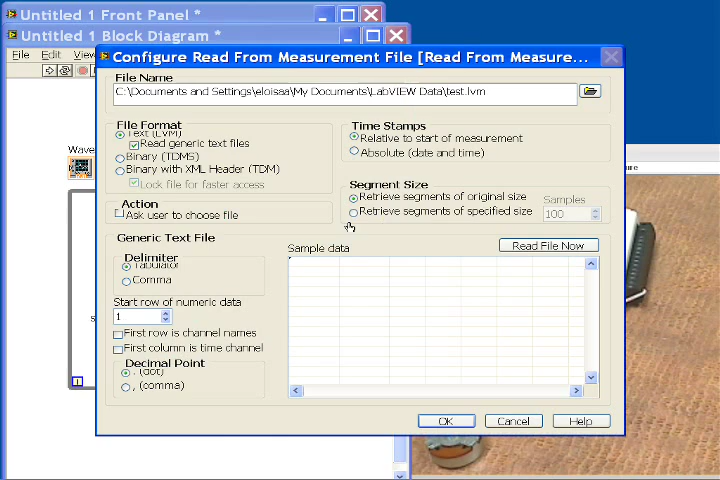 Untitled 1 Front Panel *
Untitled 1 Block Diagram *
File Edit View
Configure Read From Measurement File [Read From Measure...
File Name
C:\Documents and Settings\eloisaa\My Documents\LabVIEW Data\test.lvm
File Format
Text (LVM)
Read generic text files
Binary (TDMS)
Binary with XML Header (TDM)
Lock file for faster access
Time Stamps
Relative to start of measurement
Absolute (date and time)
Segment Size
Retrieve segments of original size
Retrieve segments of specified size
Samples
100
Action
Ask user to choose file
Generic Text File
Delimiter
Tabulator
Comma
Start row of numeric data
1
First row is channel names
First column is time channel
Decimal Point
. (dot)
, (comma)
Sample data
Read File Now
OK
Cancel
Help
Wave
ure
i